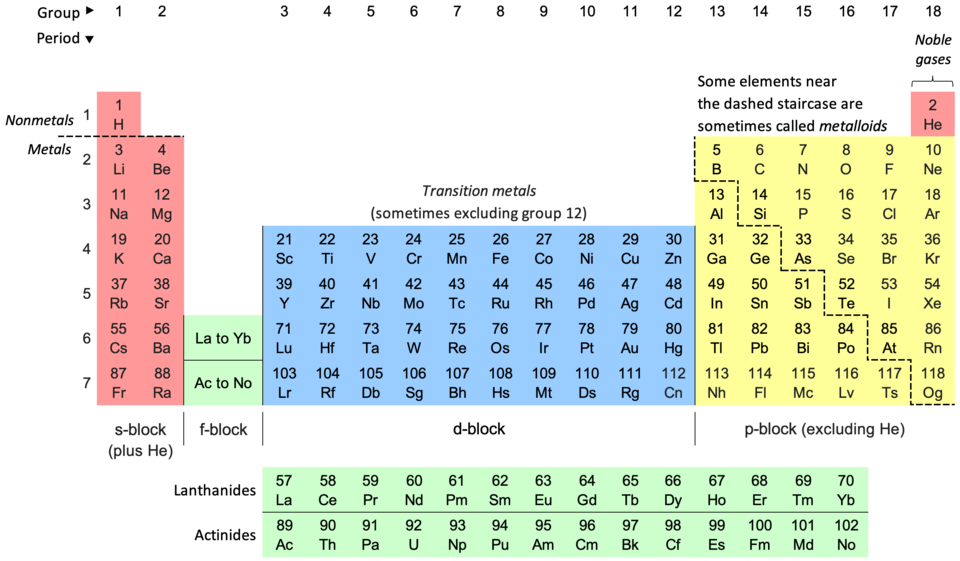 Group ► 1 2 3 4 5 6 7 8 9 10 11 12 13 14 15 16 17 18
Period ▼
Noble
gases
Some elements near
the dashed staircase are
sometimes called metalloids
Nonmetals
Metals
1
1 2
H He
2
3 4 5 6 7 8 9 10
Li Be B C N O F Ne
Transition metals
(sometimes excluding group 12)
3
11 12 13 14 15 16 17 18
Na Mg Al Si P S Cl Ar
4
19 20 21 22 23 24 25 26 27 28 29 30 31 32 33 34 35 36
K Ca Sc Ti V Cr Mn Fe Co Ni Cu Zn Ga Ge As Se Br Kr
5
37 38 39 40 41 42 43 44 45 46 47 48 49 50 51 52 53 54
Rb Sr Y Zr Nb Mo Tc Ru Rh Pd Ag Cd In Sn Sb Te I Xe
6
55 56 La to Yb 71 72 73 74 75 76 77 78 79 80 81 82 83 84 85 86
Cs Ba Lu Hf Ta W Re Os Ir Pt Au Hg Tl Pb Bi Po At Rn
7
87 88 Ac to No 103 104 105 106 107 108 109 110 111 112 113 114 115 116 117 118
Fr Ra Lr Rf Db Sg Bh Hs Mt Ds Rg Cn Nh Fl Mc Lv Ts Og
s-block f-block d-block p-block (excluding He)
(plus He)
Lanthanides
57 58 59 60 61 62 63 64 65 66 67 68 69 70
La Ce Pr Nd Pm Sm Eu Gd Tb Dy Ho Er Tm Yb
Actinides
89 90 91 92 93 94 95 96 97 98 99 100 101 102
Ac Th Pa U Np Pu Am Cm Bk Cf Es Fm Md No